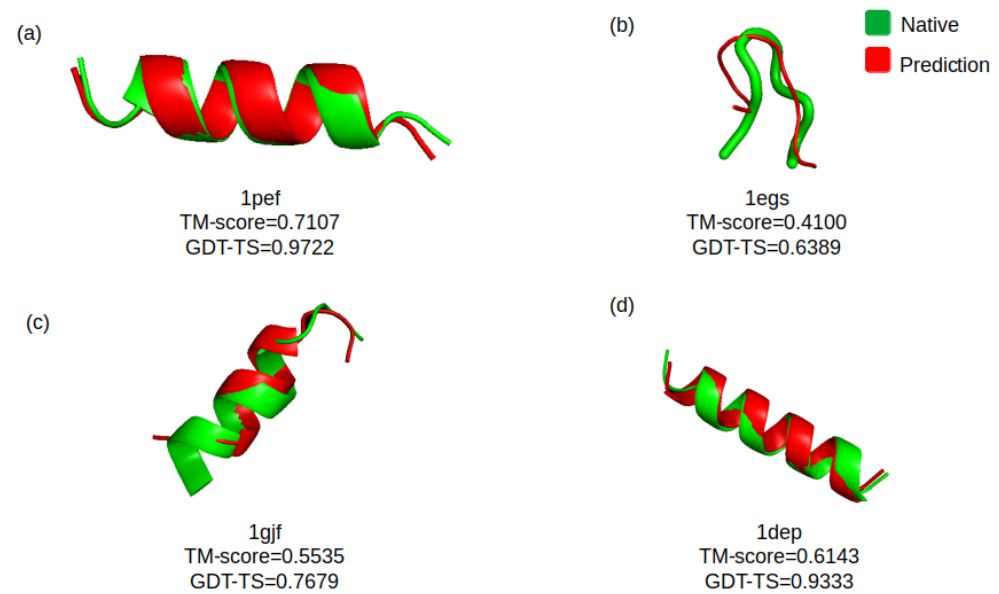 (a)
1pef
TM-score=0.7107
GDT-TS=0.9722
(b)
Native
Prediction
1egs
TM-score=0.4100
GDT-TS=0.6389
(c)
1gjf
TM-score=0.5535
GDT-TS=0.7679
(d)
1dep
TM-score=0.6143
GDT-TS=0.9333